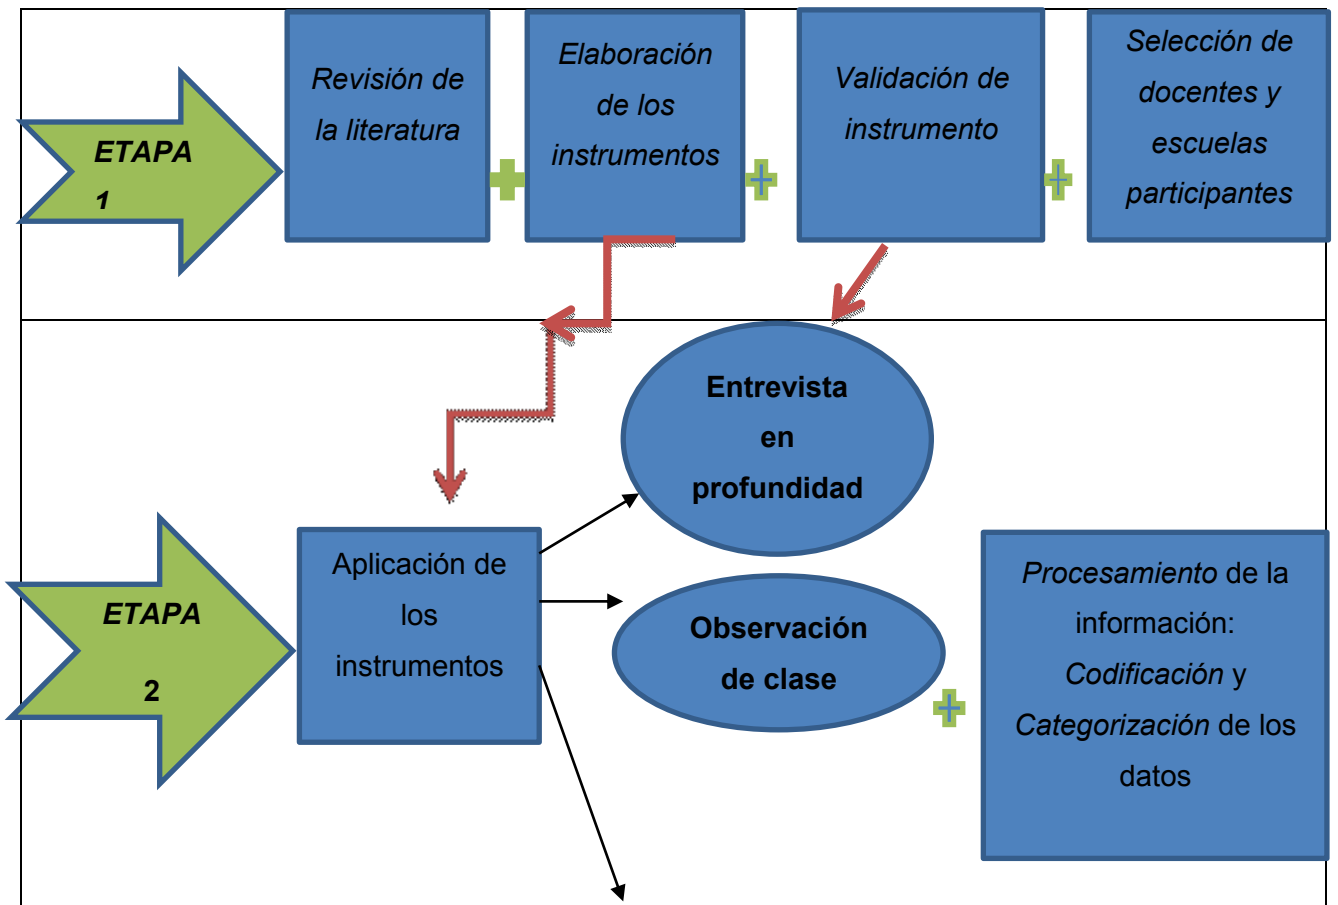 ETAPA
1
Revisión de
la literatura
Elaboración
de los
instrumentos
Validación de
instrumento
Selección de
docentes y
escuelas
participantes
ETAPA
2
Aplicación de
los
instrumentos
Entrevista
en
profundidad
Observación
de clase
Procesamiento de la
información:
Codificación y
Categorización de los
datos